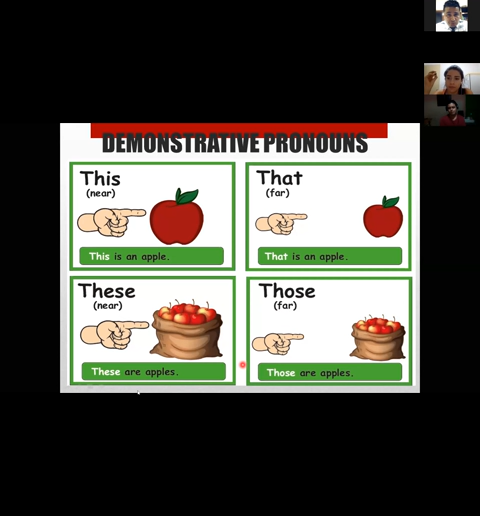 DEMONSTRATIVE PRONOUNS
This
(near)
This is an apple.
That
(far)
That is an apple.
These
(near)
These are apples.
Those
(far)
Those are apples.